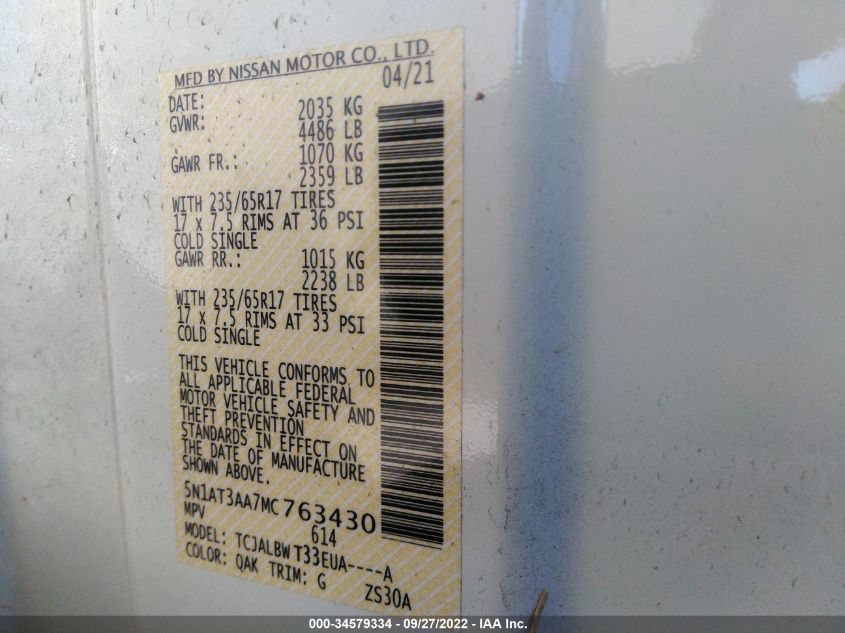 MFD BY NISSAN MOTOR CO., LTD.
DATE: 04/21
GVWR: 2035 KG
4486 LB
GAWR FR.: 1070 KG
2359 LB
WITH 235/65R17 TIRES
17 x 7.5 RIMS AT 36 PSI
COLD SINGLE
GAWR RR.: 1015 KG
2238 LB
WITH 235/65R17 TIRES
17 x 7.5 RIMS AT 33 PSI
COLD SINGLE
THIS VEHICLE CONFORMS TO
ALL APPLICABLE FEDERAL
MOTOR VEHICLE SAFETY AND
THEFT PREVENTION
STANDARDS IN EFFECT ON
THE DATE OF MANUFACTURE
SHOWN ABOVE.
5N1AT3AA7MC763430
MPV 614
MODEL: TCJALBW T33EUA----A
COLOR: QAK TRIM: G ZS30A
000-34579334 - 09/27/2022 - IAA Inc.